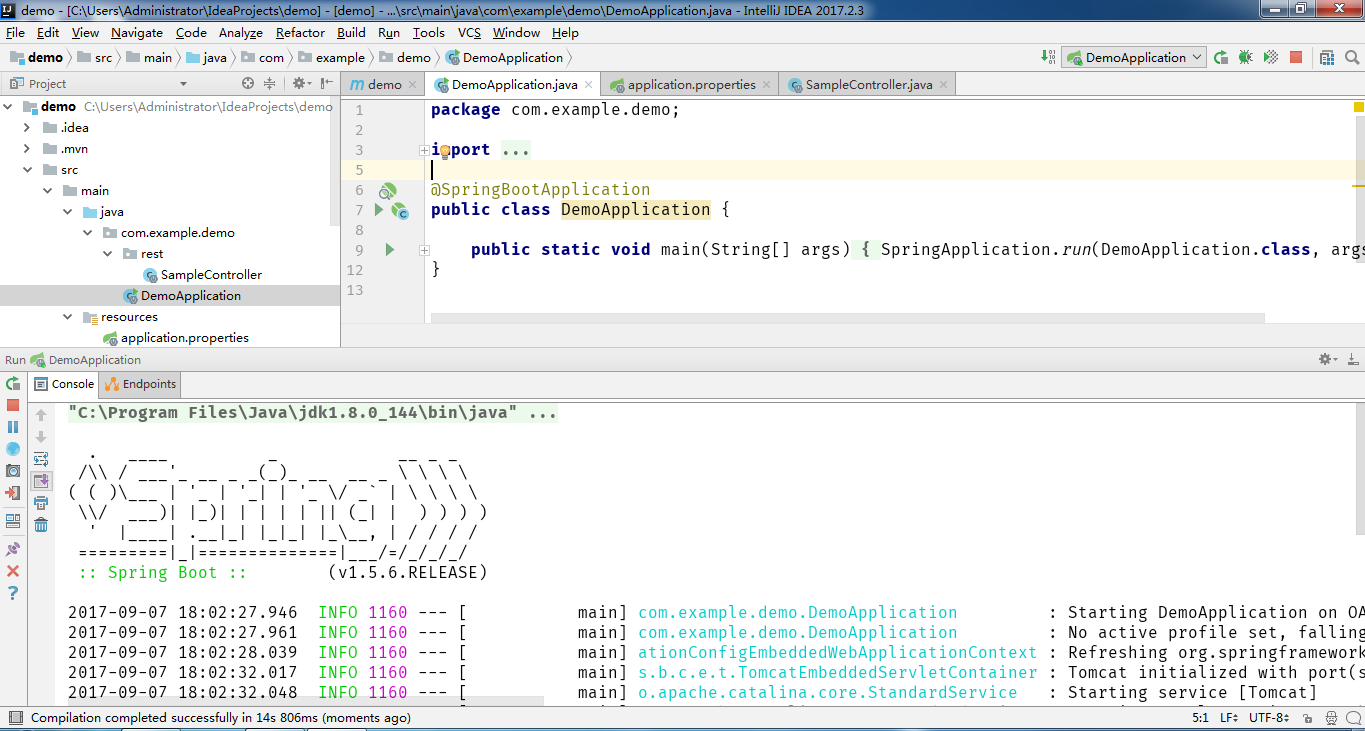 demo - [C:\Users\Administrator\IdeaProjects\demo] - [demo] - ...\src\main\java\com\example\demo\DemoApplication.java - IntelliJ IDEA 2017.2.3
File Edit View Navigate Code Analyze Refactor Build Run Tools VCS Window Help
demo src main java com example demo DemoApplication DemoApplication
Project
m demo DemoApplication.java application.properties SampleController.java
demo C:\Users\Administrator\IdeaProjects\demo
.idea
.mvn
src
main
java
com.example.demo
rest
SampleController
DemoApplication
resources
application.properties
1 package com.example.demo;
2
3 import ...
5
6 @SpringBootApplication
7 public class DemoApplication {
8
9 public static void main(String[] args) { SpringApplication.run(DemoApplication.class, args
12 }
13
Run DemoApplication
Console Endpoints
"C:\Program Files\Java\jdk1.8.0_144\bin\java" ...
  .   ____          _            __ _ _
 /\\ / ___'_ __ _ _(_)_ __  __ _ \ \ \ \
( ( )\___ | '_ | '_| | '_ \/ _` | \ \ \ \
 \\/  ___)| |_)| | | | | || (_| |  ) ) ) )
  '  |____| .__|_| |_|_| |_\__, | / / / /
 =========|_|==============|___/=/_/_/_/
 :: Spring Boot ::        (v1.5.6.RELEASE)
2017-09-07 18:02:27.946 INFO 1160 --- [           main] com.example.demo.DemoApplication         : Starting DemoApplication on OA
2017-09-07 18:02:27.961 INFO 1160 --- [           main] com.example.demo.DemoApplication         : No active profile set, falling
2017-09-07 18:02:28.039 INFO 1160 --- [           main] ationConfigEmbeddedWebApplicationContext : Refreshing org.springframework
2017-09-07 18:02:32.017 INFO 1160 --- [           main] s.b.c.e.t.TomcatEmbeddedServletContainer : Tomcat initialized with port(s
2017-09-07 18:02:32.048 INFO 1160 --- [           main] o.apache.catalina.core.StandardService   : Starting service [Tomcat]
Compilation completed successfully in 14s 806ms (moments ago) 5:1 LF UTF-8